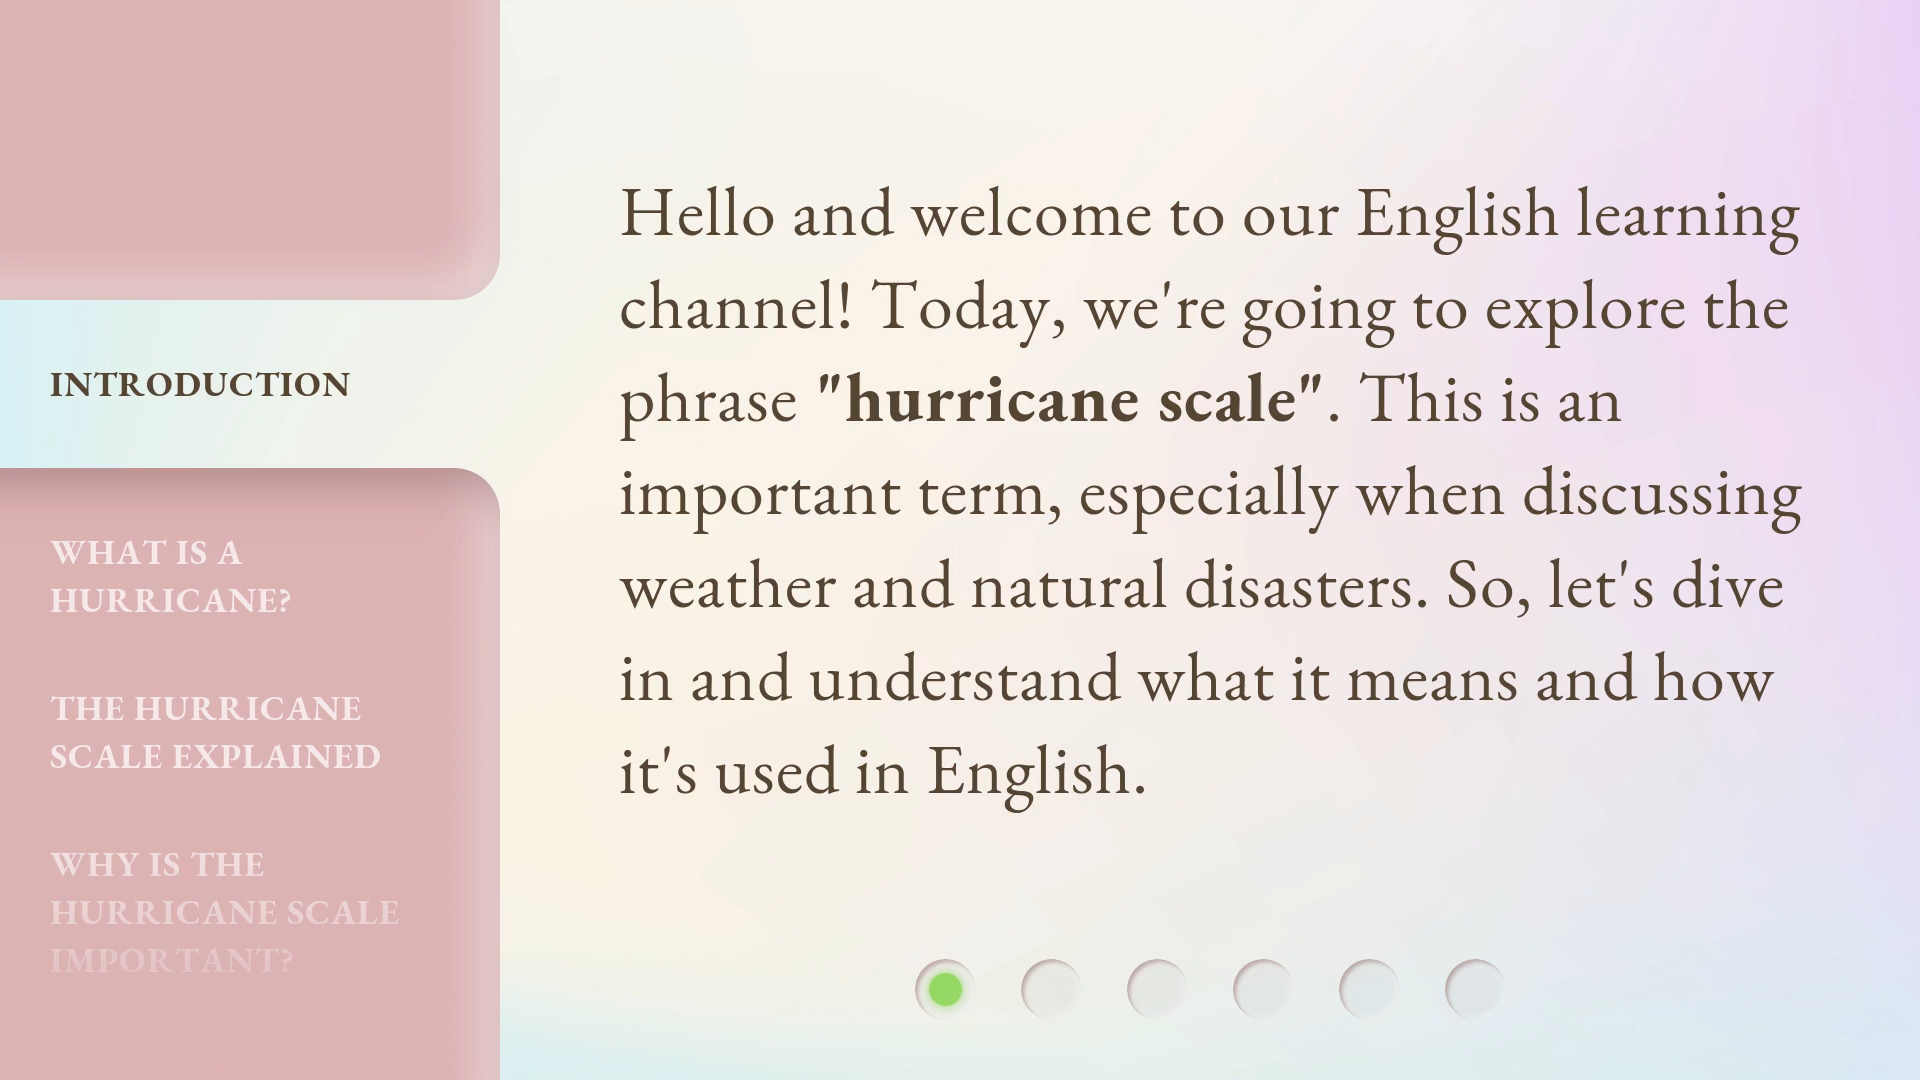 INTRODUCTION
WHAT IS A
HURRICANE?
THE HURRICANE
SCALE EXPLAINED
WHY IS THE
HURRICANE SCALE
IMPORTANT?
Hello and welcome to our English learning
channel! Today, we're going to explore the
phrase "hurricane scale". This is an
important term, especially when discussing
weather and natural disasters. So, let's dive
in and understand what it means and how
it's used in English.